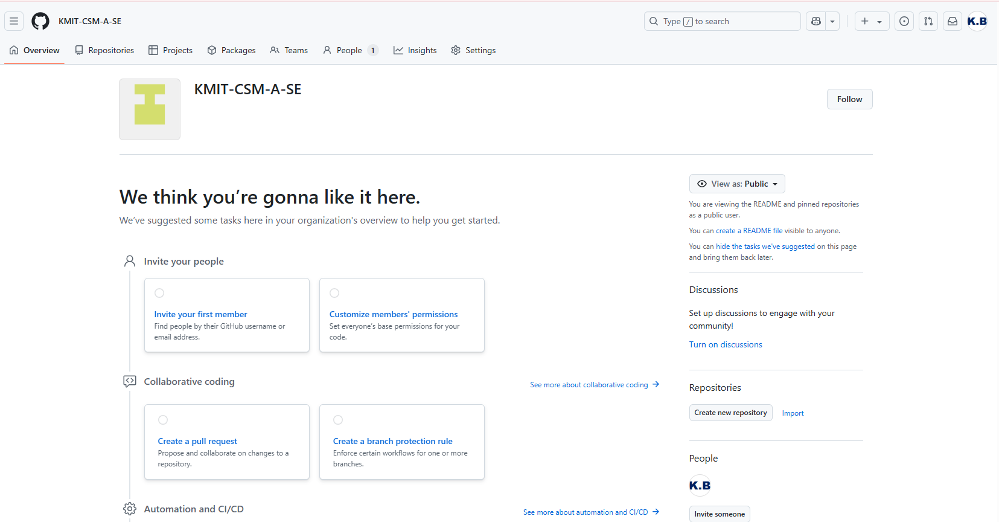 KMIT-CSM-A-SE
Type / to search
K.B
Overview
Repositories
Projects
Packages
Teams
People 1
Insights
Settings
KMIT-CSM-A-SE
Follow
We think you’re gonna like it here.
We’ve suggested some tasks here in your organization's overview to help you get started.
Invite your people
Invite your first member
Find people by their GitHub username or
email address.
Customize members' permissions
Set everyone’s base permissions for your
code.
Collaborative coding
See more about collaborative coding
Create a pull request
Propose and collaborate on changes to a
repository.
Create a branch protection rule
Enforce certain workflows for one or more
branches.
Automation and CI/CD
See more about automation and CI/CD
View as: Public
You are viewing the README and pinned repositories
as a public user.
You can create a README file visible to anyone.
You can hide the tasks we've suggested on this page
and bring them back later.
Discussions
Set up discussions to engage with your
community!
Turn on discussions
Repositories
Create new repository
Import
People
K.B
Invite someone